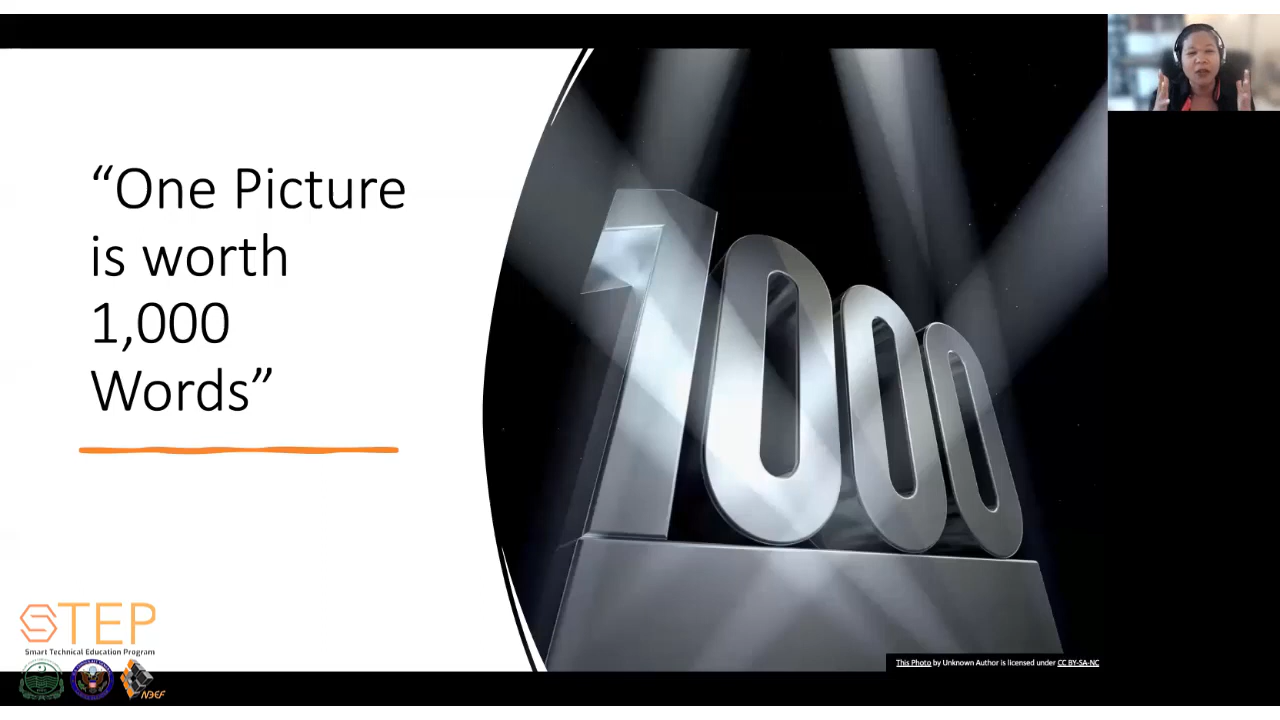 “One Picture
is worth
1,000
Words”
1000
STEP
Smart Technical Education Program
NBEF
This Photo by Unknown Author is licensed under CC BY-SA-NC